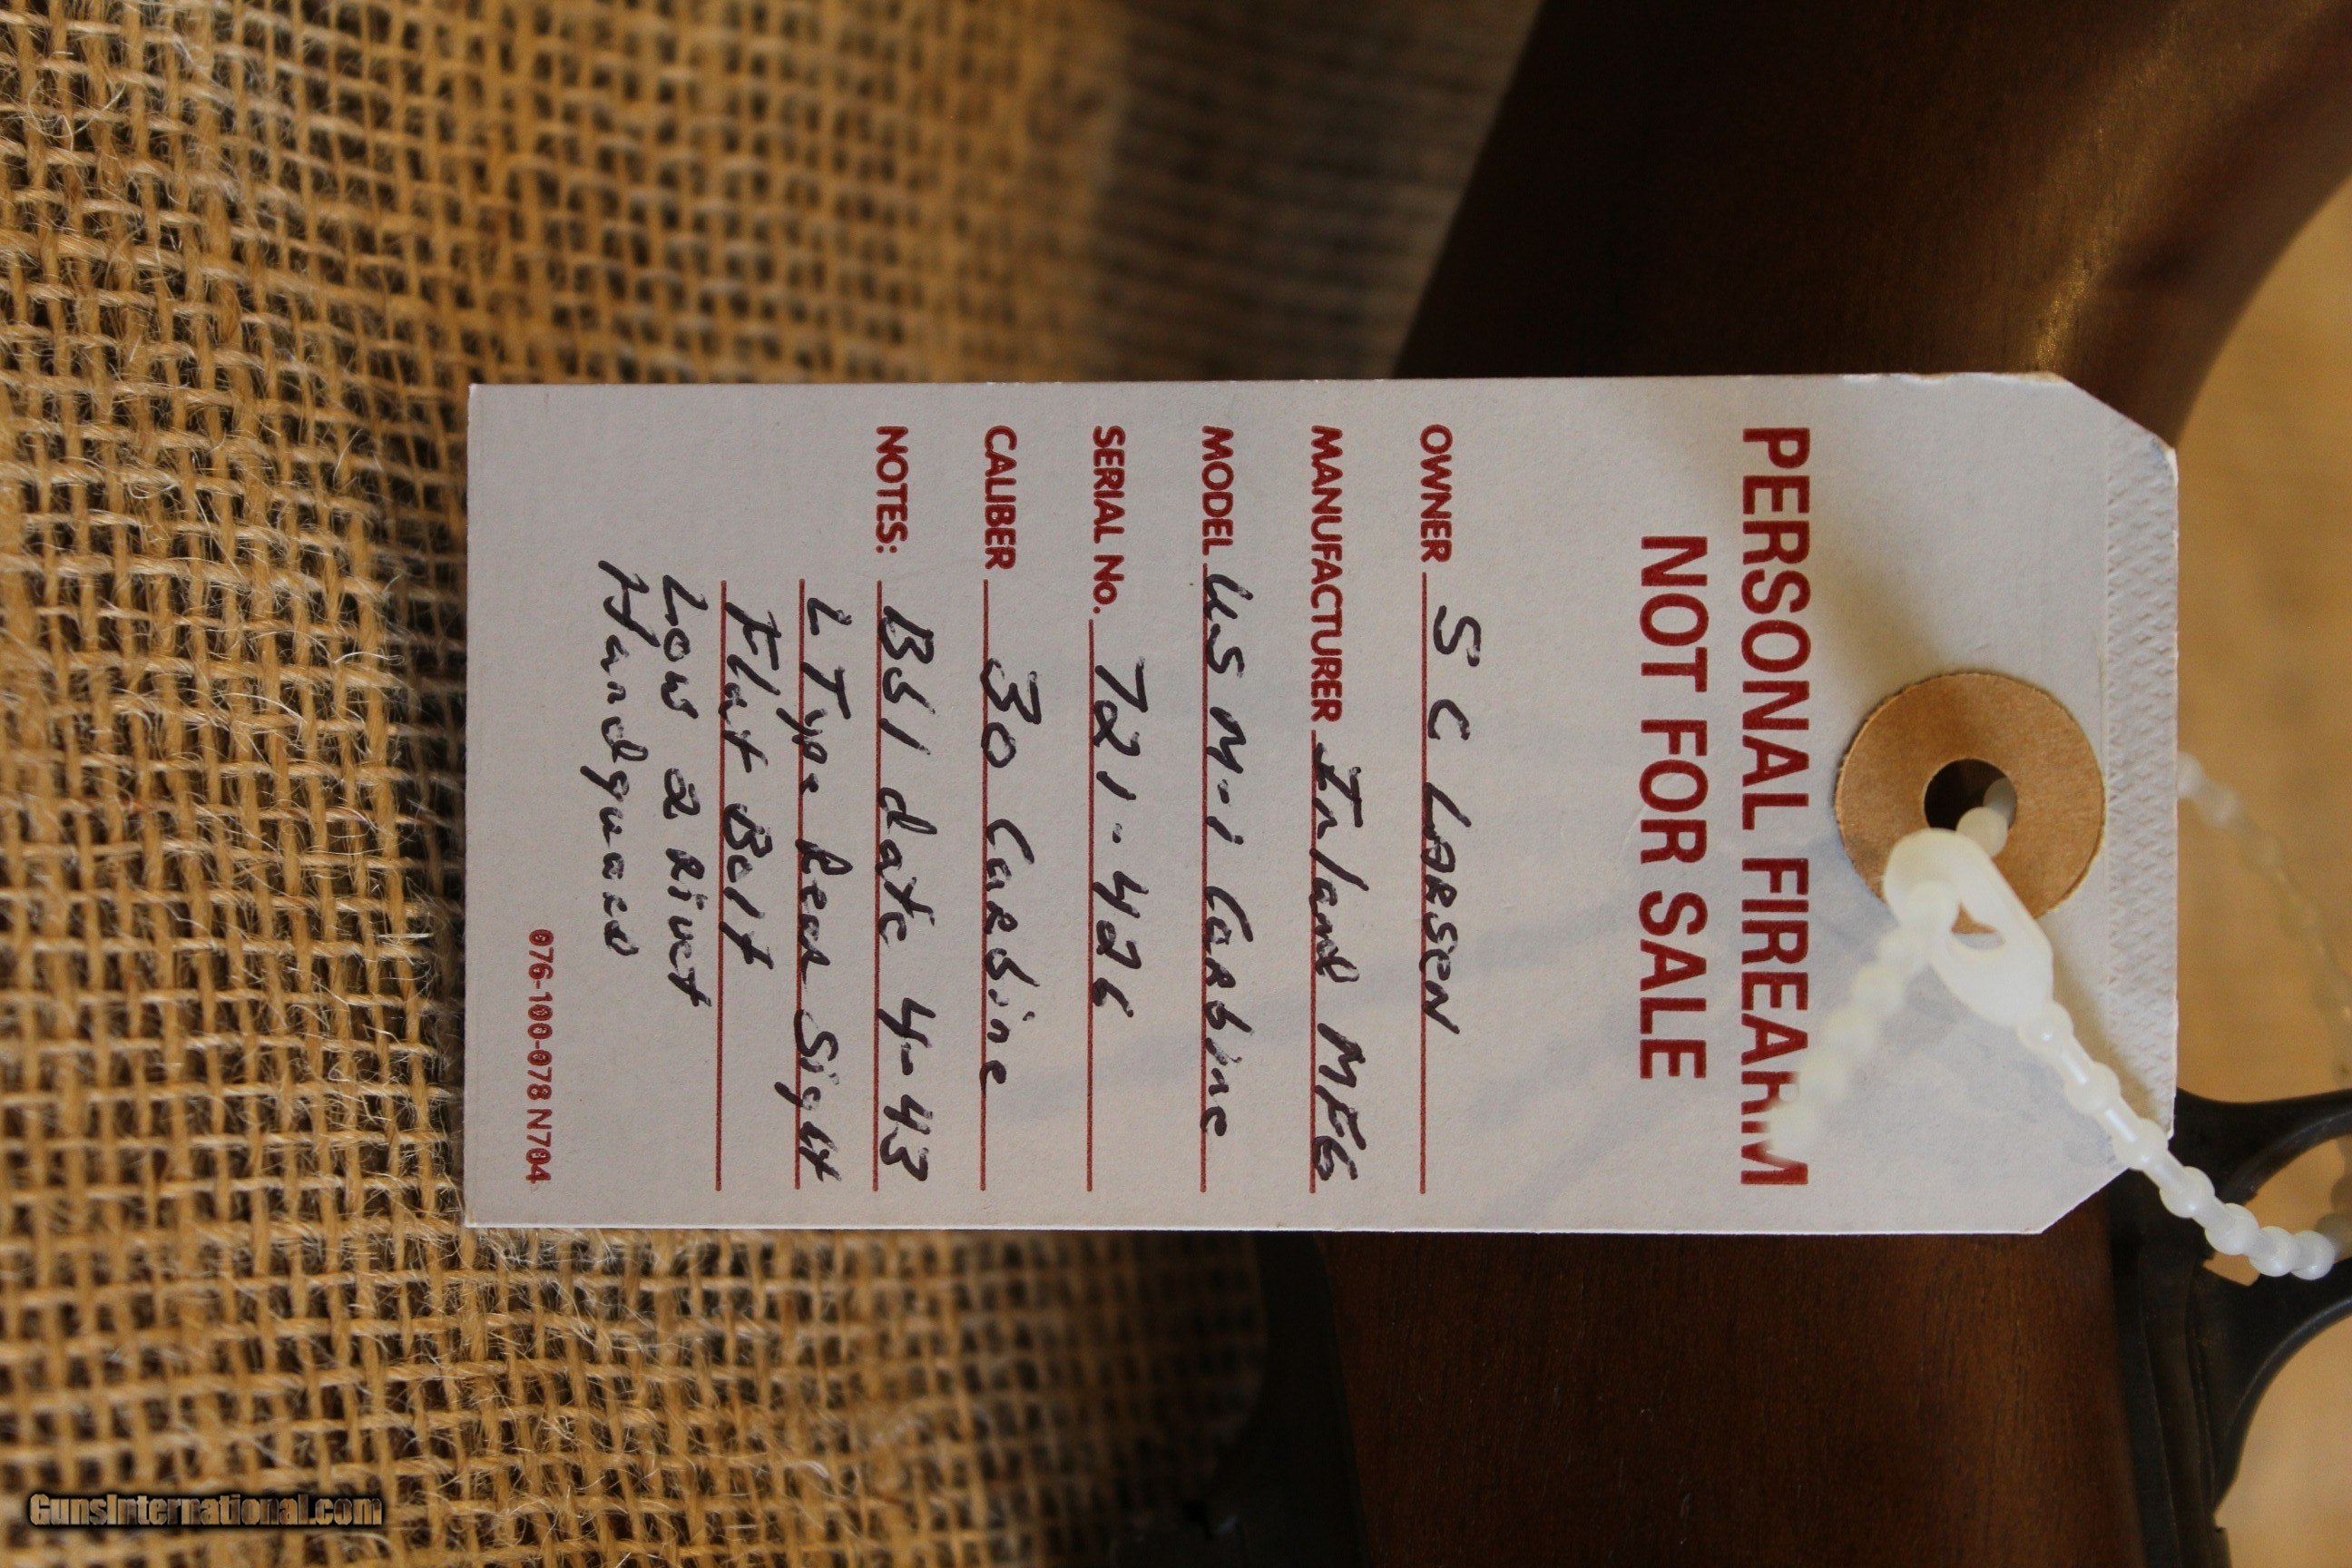 PERSONAL FIREARM
NOT FOR SALE
OWNER S C LARSEN
MANUFACTURER Inland MFG
MODEL US M-1 Carbine
SERIAL No. 721-426
CALIBER 30 Carbine
NOTES: Bbl date 4-43
L Type Rear Sight
Flat Bolt
Low 2 Rivet
Handguard
076-100-078 N704
GunsInternational.com